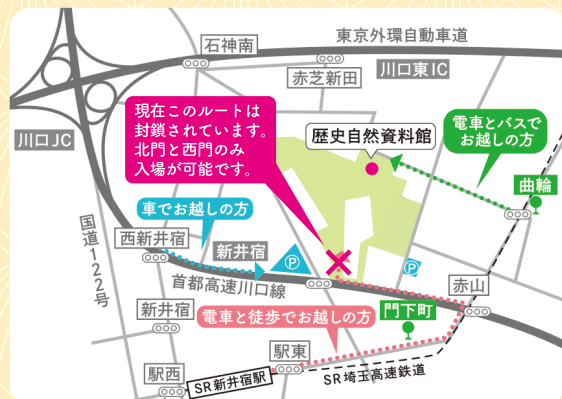 石神南
東京外環自動車道
赤芝新田
川口東IC
現在このルートは
封鎖されています。
北門と西門のみ
入場が可能です。
歴史自然資料館
電車とバスで
お越しの方
川口JC
曲輪
車でお越しの方
国道122号
西新井宿
新井宿
P
P
首都高速川口線
赤山
新井宿
電車と徒歩でお越しの方
門下町
駅東
駅西
SR新井宿駅
SR埼玉高速鉄道